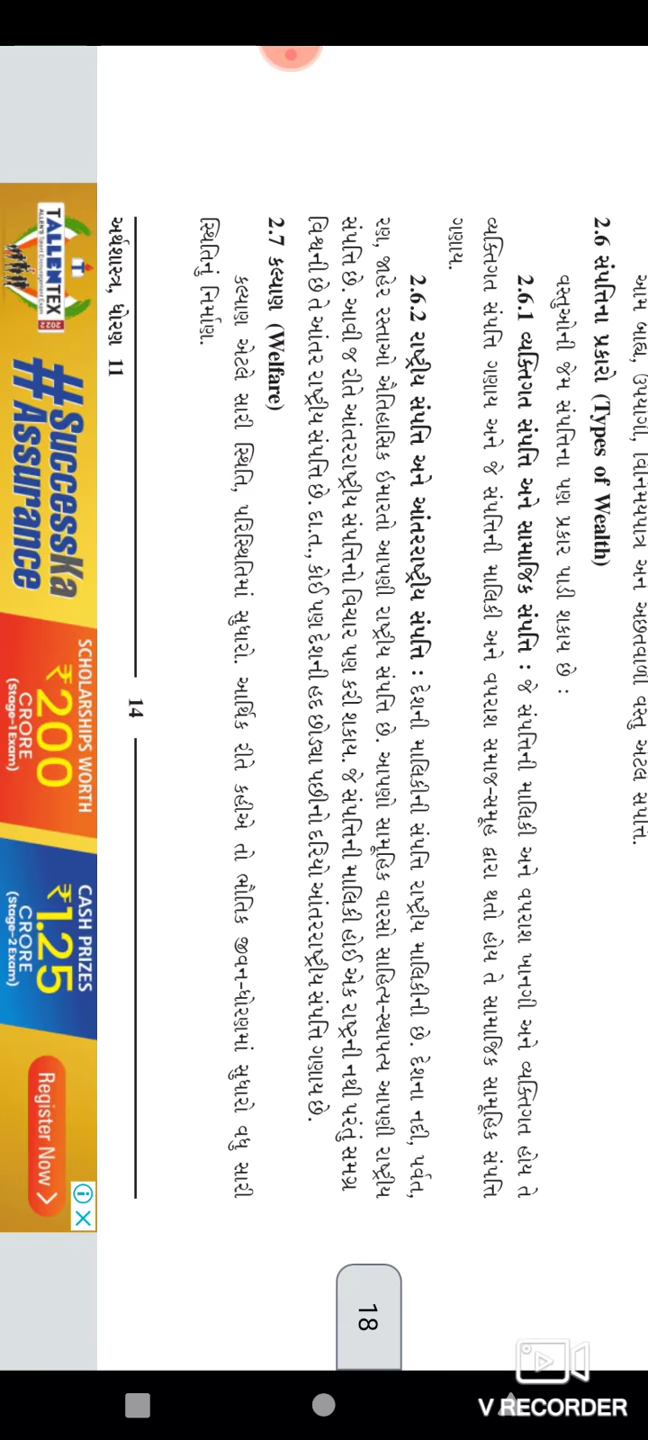 આમ બાહ્ય, ઉપયોગી, વિનિમયપાત્ર અને અછતવાળી વસ્તુ એટલે સંપત્તિ.
2.6 સંપત્તિના પ્રકારો (Types of Wealth)
વસ્તુઓની જેમ સંપત્તિના પણ પ્રકાર પાડી શકાય છે :
2.6.1 વ્યક્તિગત સંપત્તિ અને સામાજિક સંપત્તિ : જે સંપત્તિની માલિકી અને વપરાશ ખાનગી અને વ્યક્તિગત હોય તે
વ્યક્તિગત સંપત્તિ ગણાય અને જે સંપત્તિની માલિકી અને વપરાશ સમાજ-સમૂહ દ્વારા થતો હોય તે સામાજિક સામૂહિક સંપત્તિ
ગણાય.
2.6.2 રાષ્ટ્રીય સંપત્તિ અને આંતરરાષ્ટ્રીય સંપત્તિ : દેશની માલિકીની સંપત્તિ રાષ્ટ્રીય માલિકીની છે. દેશના નદી, પર્વત,
રણ, જાહેર રસ્તાઓ ઐતિહાસિક ઈમારતો આપણી રાષ્ટ્રીય સંપત્તિ છે. આપણો સામૂહિક વારસો સાહિત્ય-સ્થાપત્ય આપણી રાષ્ટ્રીય
સંપત્તિ છે. આવી જ રીતે આંતરરાષ્ટ્રીય સંપત્તિનો વિચાર પણ કરી શકાય. જે સંપત્તિની માલિકી હોઈ એક રાષ્ટ્રની નથી પરંતું સમગ્ર
વિશ્વની છે તે આંતર રાષ્ટ્રીય સંપત્તિ છે. દા.ત., કોઈ પણ દેશની હદ છોડ્યા પછીનો દરિયો આંતરરાષ્ટ્રીય સંપત્તિ ગણાય છે.
2.7 કલ્યાણ (Welfare)
કલ્યાણ એટલે સારી સ્થિતિ, પરિસ્થિતિમાં સુધારો. આર્થિક રીતે કહીએ તો ભૌતિક જીવન-ધોરણમાં સુધારો વધુ સારી
સ્થિતિનું નિર્માણ.
14
અર્થશાસ્ત્ર, ધોરણ 11
18
TALLENTEX
ALLEN'S Talent Encouragement Exam
2022
#SuccessKa
Assurance
SCHOLARSHIPS WORTH
₹200
CRORE
(Stage-1 Exam)
CASH PRIZES
₹1.25
CRORE
(Stage-2 Exam)
Register Now >
V RECORDER